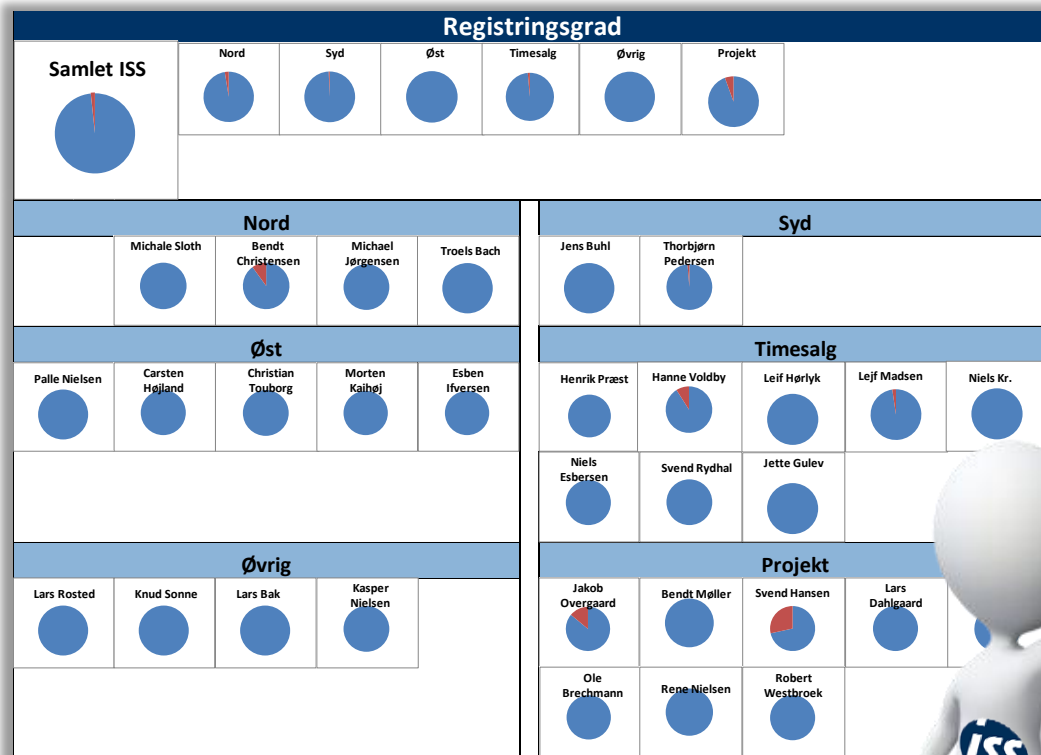 Registringsgrad
Samlet ISS
Nord
Syd
Øst
Timesalg
Øvrig
Projekt
Nord
Michale Sloth
Bendt
Christensen
Michael
Jørgensen
Troels Bach
Syd
Jens Buhl
Thorbjørn
Pedersen
Øst
Palle Nielsen
Carsten
Højland
Christian
Touborg
Morten
Kaihøj
Esben
Ifversen
Timesalg
Henrik Præst
Hanne Voldby
Leif Hørlyk
Lejf Madsen
Niels Kr.
Niels
Esbersen
Svend Rydhal
Jette Gulev
Øvrig
Lars Rosted
Knud Sonne
Lars Bak
Kasper
Nielsen
Projekt
Jakob
Overgaard
Bendt Møller
Svend Hansen
Lars
Dahlgaard
Ole
Brechmann
Rene Nielsen
Robert
Westbroek
ISS